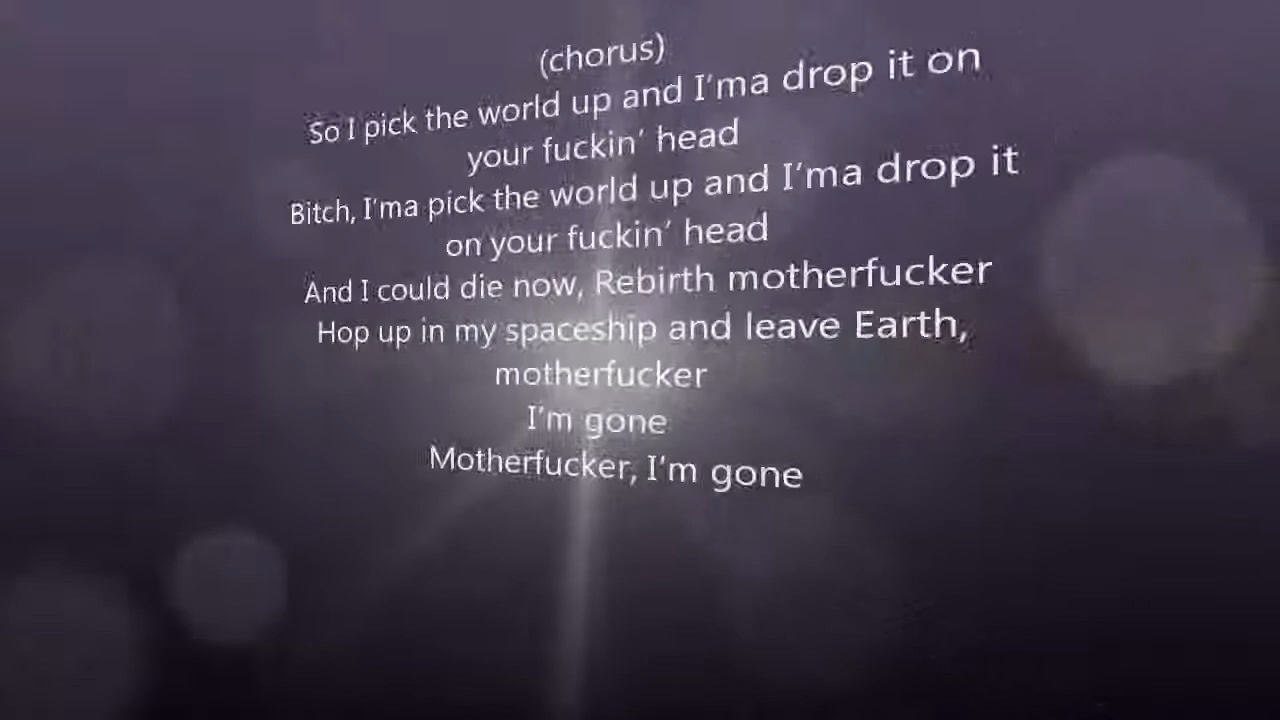 (chorus)
So I pick the world up and I'ma drop it on
your fuckin' head
Bitch, I'ma pick the world up and I'ma drop it
on your fuckin' head
And I could die now, Rebirth motherfucker
Hop up in my spaceship and leave Earth,
motherfucker
I'm gone
Motherfucker, I'm gone